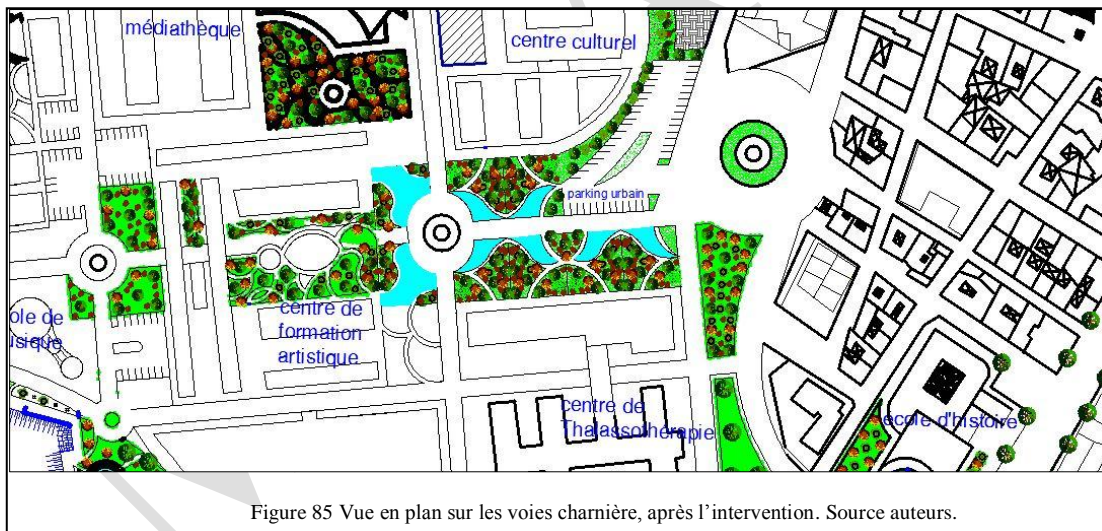 médiathèque
centre culturel
parking urbain
ole de
usique
centre de
formation
artistique
centre de
Thalassothérapie
école d'histoire
Figure 85 Vue en plan sur les voies charnière, après l'intervention. Source auteurs.